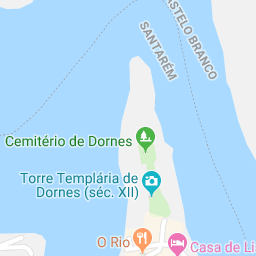 SANTARÉM
CASTELO BRANCO
Cemitério de Dornes
Torre Templária de
Dornes (séc. XII)
O Rio
Casa de Li